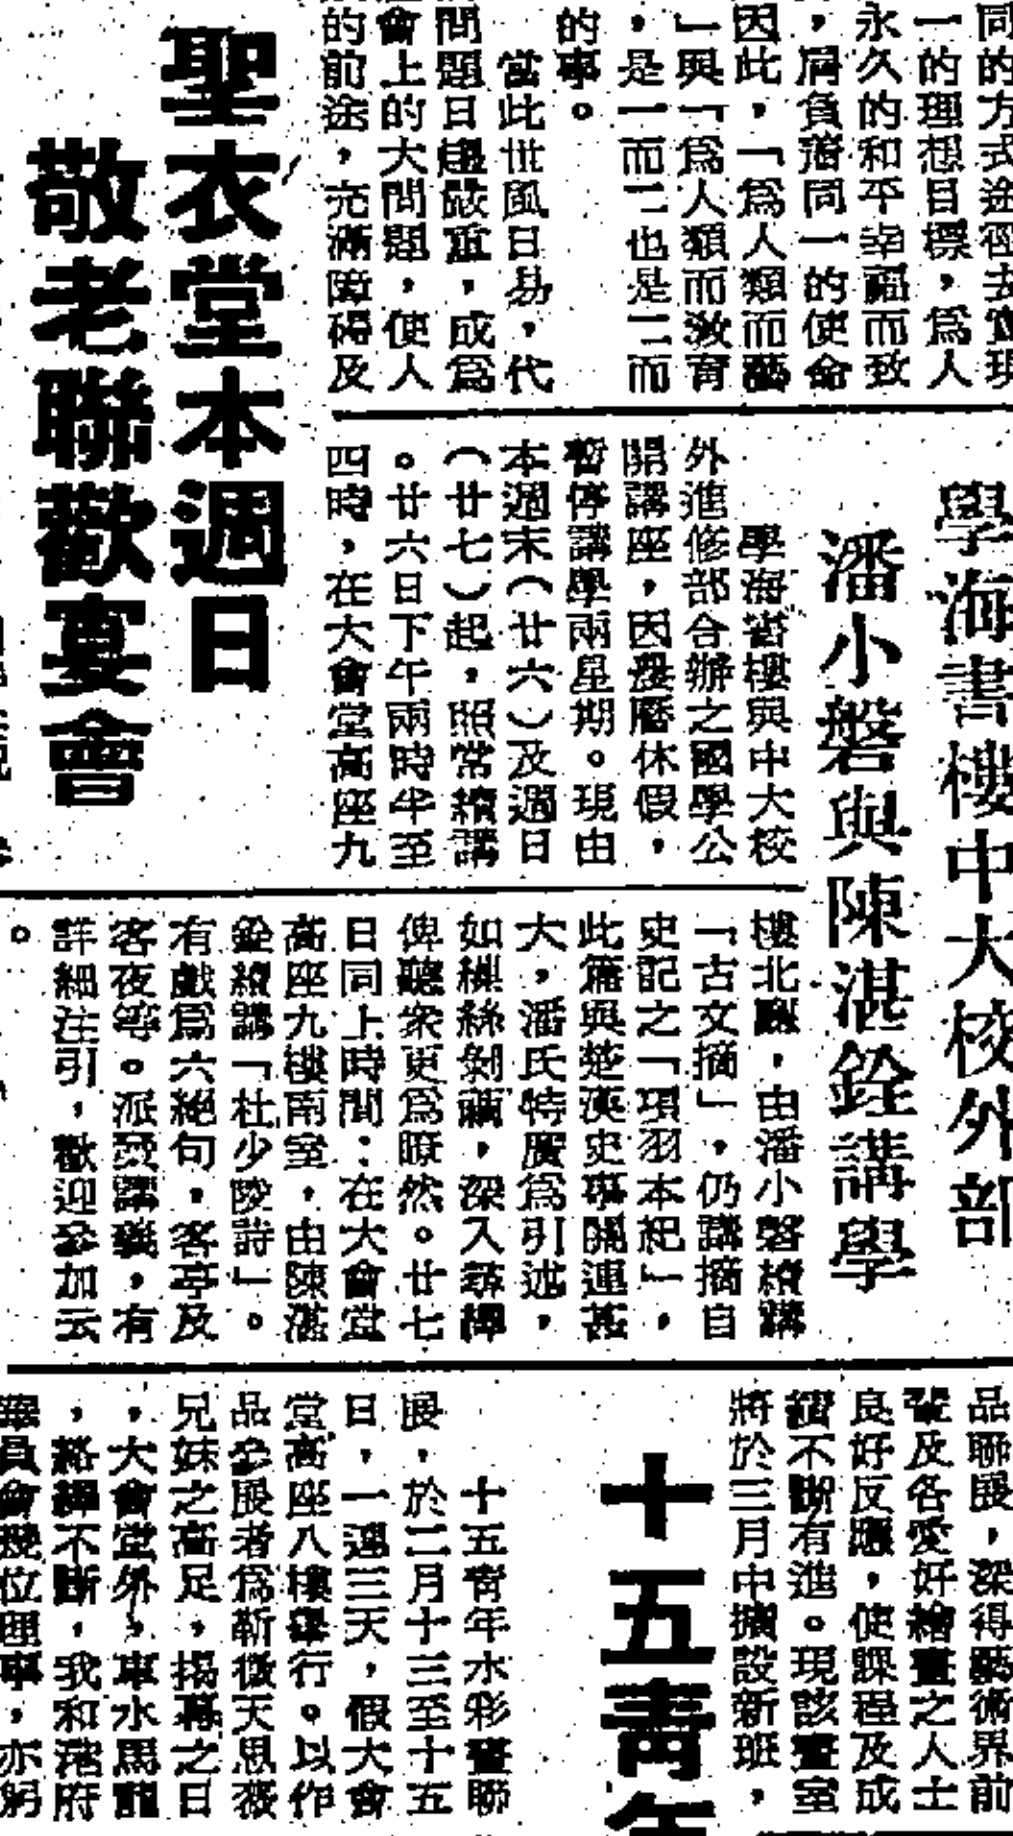 同的方式途徑去實現
一的理想目標，爲人
永久的和平幸福而致
，肩負着同一的使命
因此，「爲人類而藝
」與「爲人類而教育
，是一而二也是二而
的事。
當此世風日易，代
問題日趨嚴重，成爲
會上的大問題，使人
的前途，充滿障碍及
聖衣堂本週日
敬老聯歡宴會
學海書樓中大校外部
潘小磐與陳湛銓講學
學海書樓與中大校
外進修部合辦之國學公
開講座，因農曆休假，
暫停講學兩星期。現由
本週末（廿六）及週日
（廿七）起，照常續講
。廿六日下午兩時半至
四時，在大會堂高座九
樓北廳，由潘小磐續講
「古文摘」，仍講摘自
史記之「項羽本紀」，
此篇與楚漢史事關連甚
大，潘氏特廣爲引述，
如繅絲剝繭，深入尋繹
俾聽衆更爲瞭然。廿七
日同上時間：在大會堂
高座九樓南室，由陳湛
銓續講「杜少陵詩」。
有戲爲六絕句，客亭及
客夜等。派發講義，有
詳細注引，歡迎參加云
。
品聯展，深得藝術界前
輩及各愛好繪畫之人士
良好反應，使課程及成
績不斷有進。現該畫室
將於三月中擴設新班，
十五青年
十五青年水彩畫聯
展，於二月十三至十五
日，一連三天，假大會
堂高座八樓舉行。以作
品參展者爲靳微天思薇
兄妹之高足，揭幕之日
，大會堂外，車水馬龍
，絡繹不斷，我和港府
委員會幾位理事，亦躬